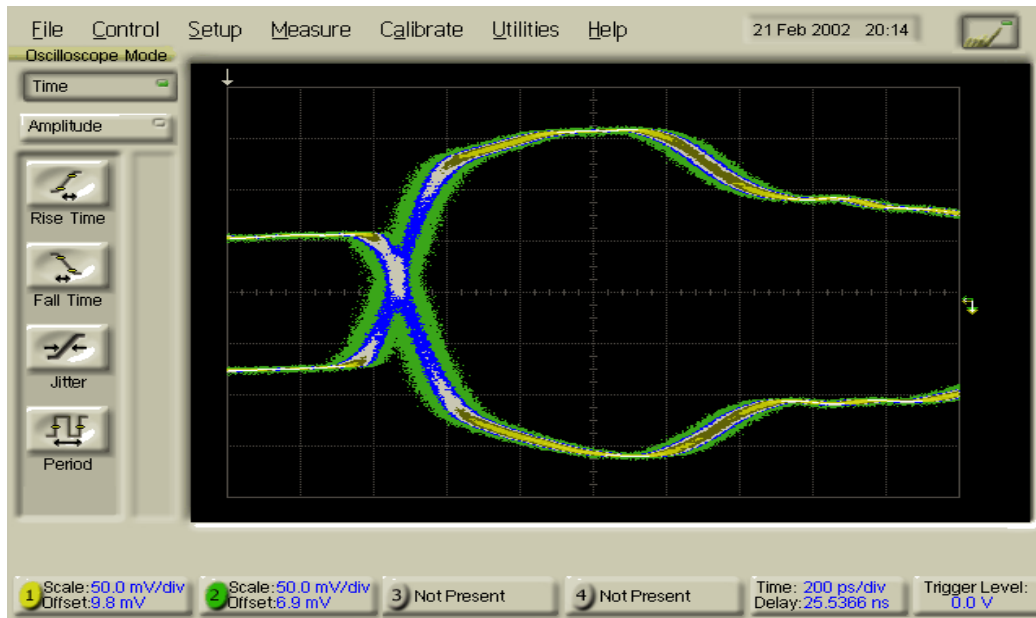 File Control Setup Measure Calibrate Utilities Help 21 Feb 2002 20:14
Oscilloscope Mode
Time
Amplitude
Rise Time
Fall Time
Jitter
Period
1 Scale:50.0 mV/div
Offset:9.8 mV
2 Scale:50.0 mV/div
Offset:6.9 mV
3 Not Present
4 Not Present
Time: 200 ps/div
Delay:25.5366 ns
Trigger Level:
0.0 V